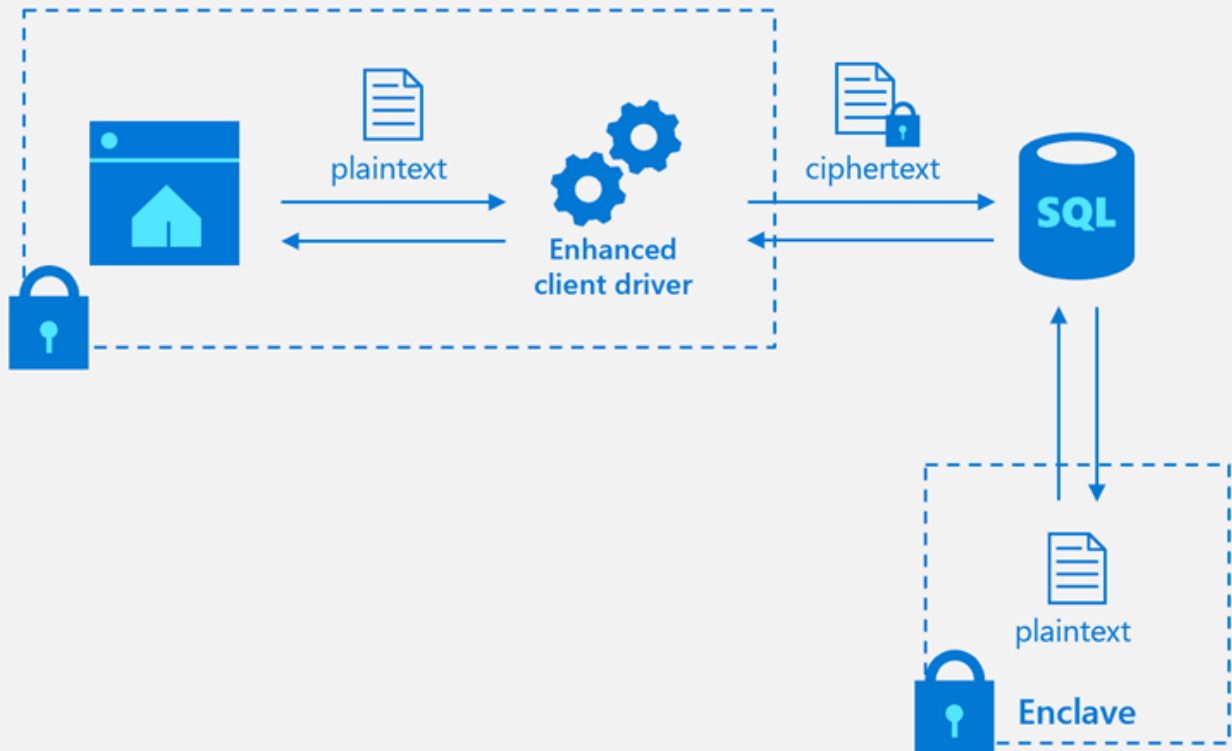 plaintext
ciphertext
SQL
Enhanced
client driver
plaintext
Enclave